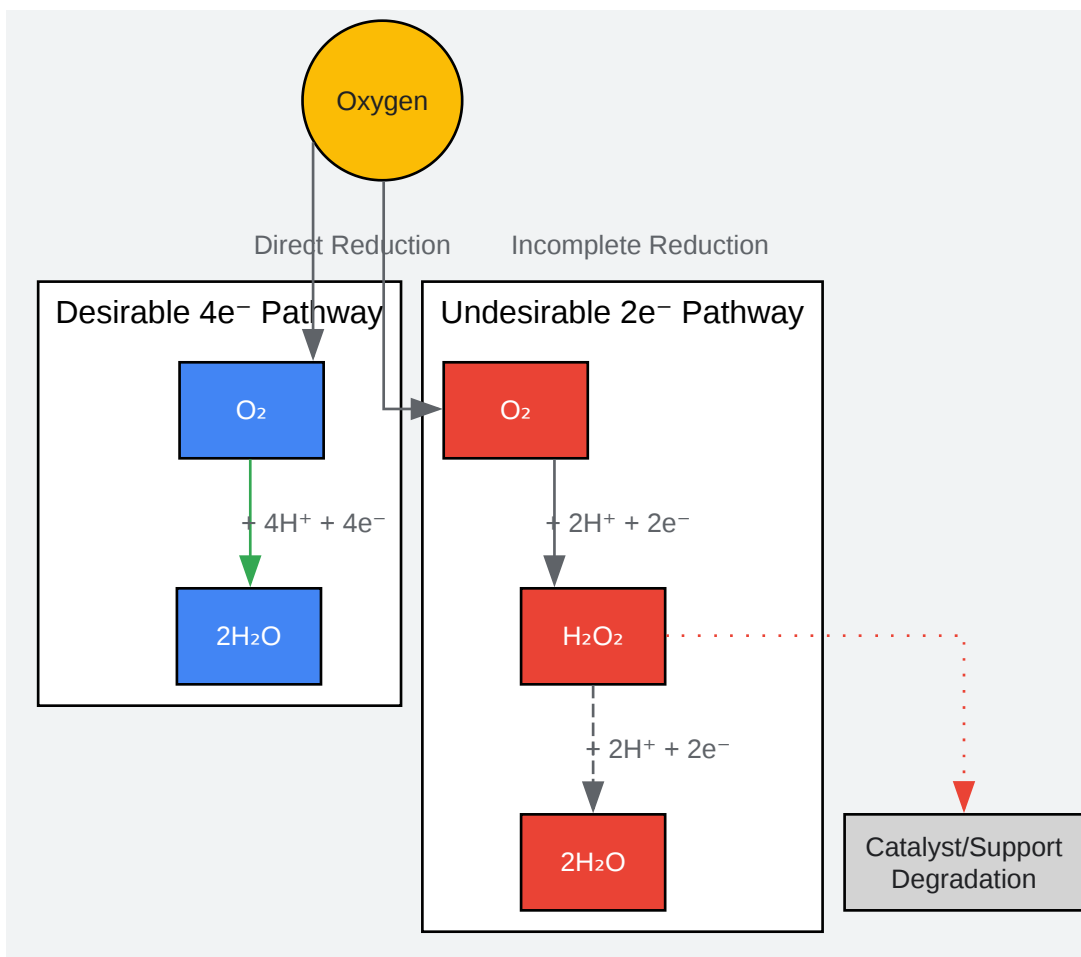 Oxygen
Direct Reduction
Incomplete Reduction
Desirable 4e⁻ Pathway
Undesirable 2e⁻ Pathway
O₂
O₂
+ 4H⁺ + 4e⁻
+ 2H⁺ + 2e⁻
2H₂O
H₂O₂
+ 2H⁺ + 2e⁻
2H₂O
Catalyst/Support
Degradation